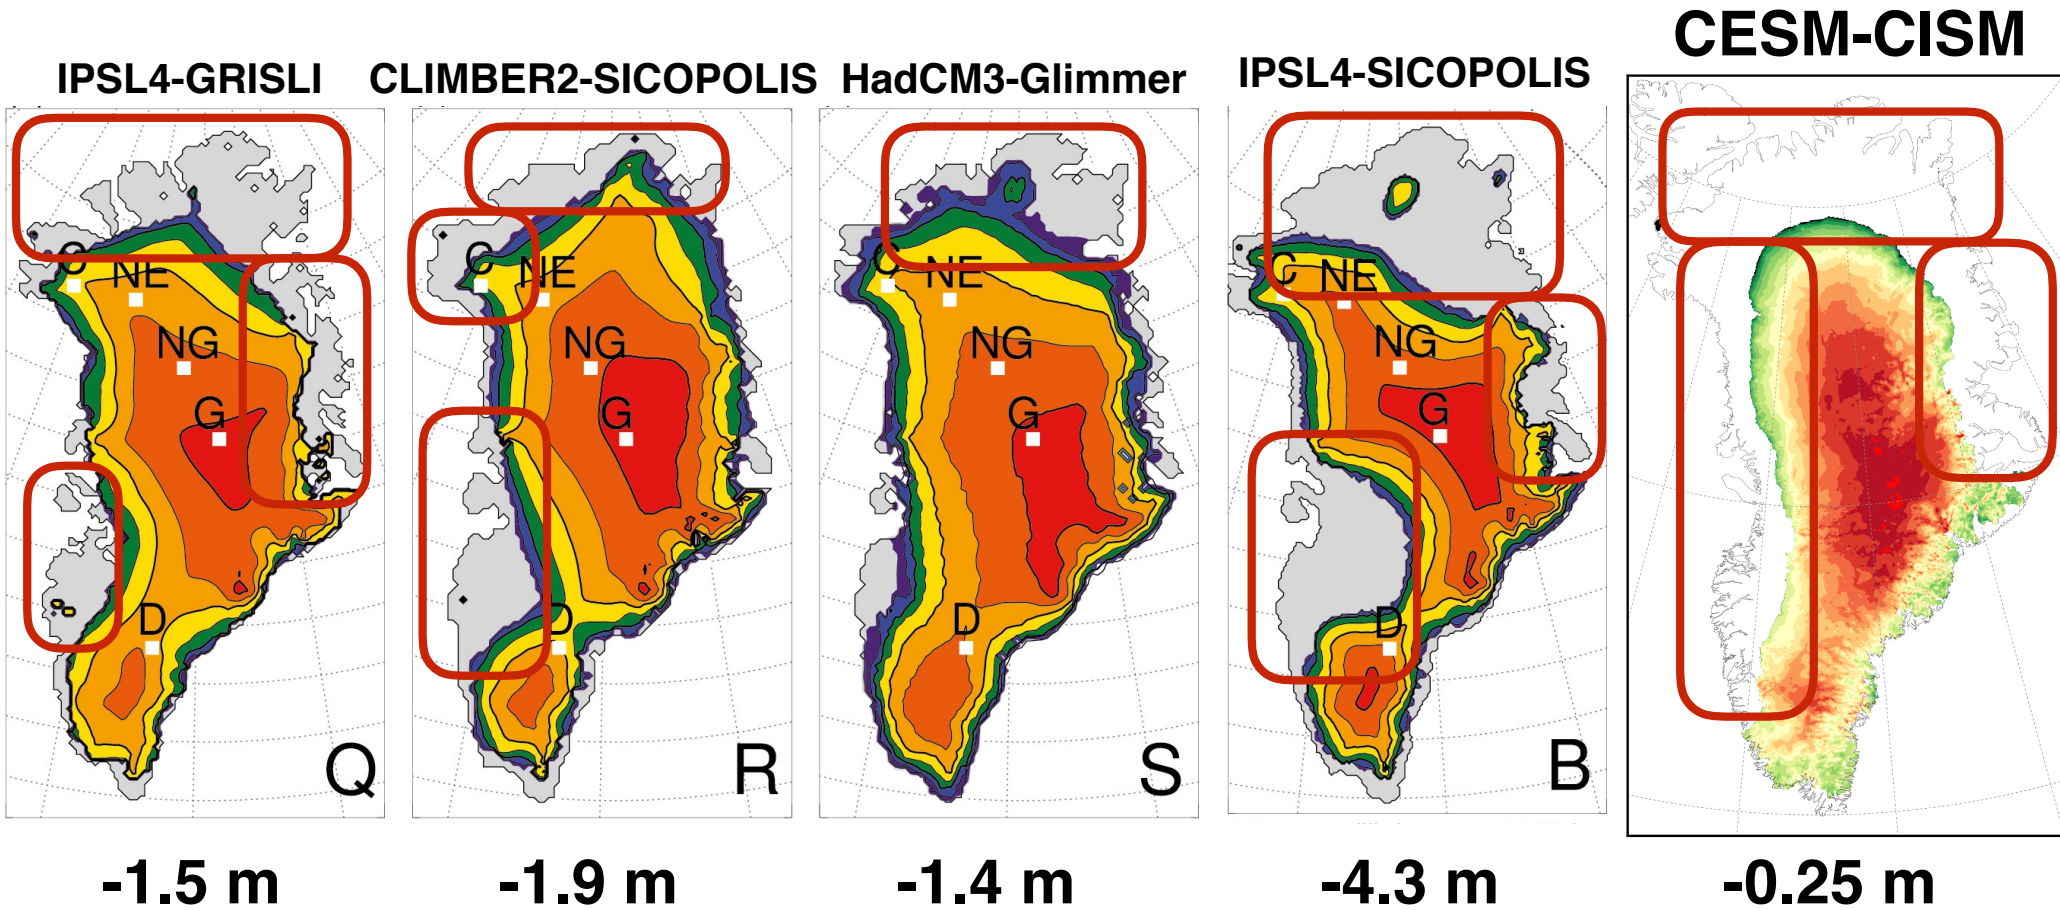 CESM-CISM
IPSL4-GRISLI
CLIMBER2-SICOPOLIS
HadCM3-Glimmer
IPSL4-SICOPOLIS
C
NE
NG
G
D
Q
C
NE
NG
G
D
R
C
NE
NG
G
D
S
C
NE
NG
G
D
B
-1.5 m
-1.9 m
-1.4 m
-4.3 m
-0.25 m